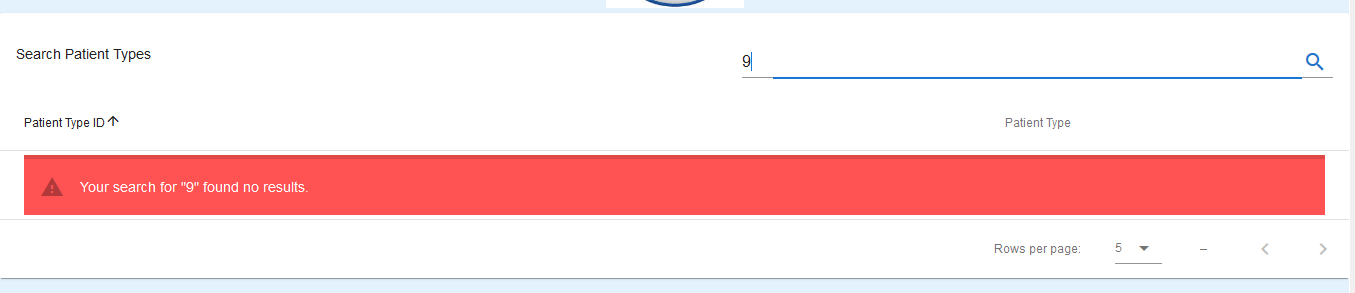 Search Patient Types
9
Patient Type ID
Patient Type
Your search for "9" found no results.
Rows per page: 5 –